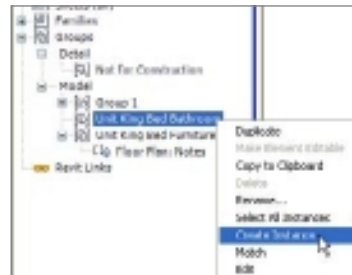 Families
Groups
Detail
Not for Construction
Model
Group 1
Unit King Bed Bathroom
Unit King Bed Furniture
Floor Plan: Notes
Revit Links
Duplicate
Make Element Editable
Copy to Clipboard
Delete
Rename...
Select All Instances
Create Instance
Match
Edit